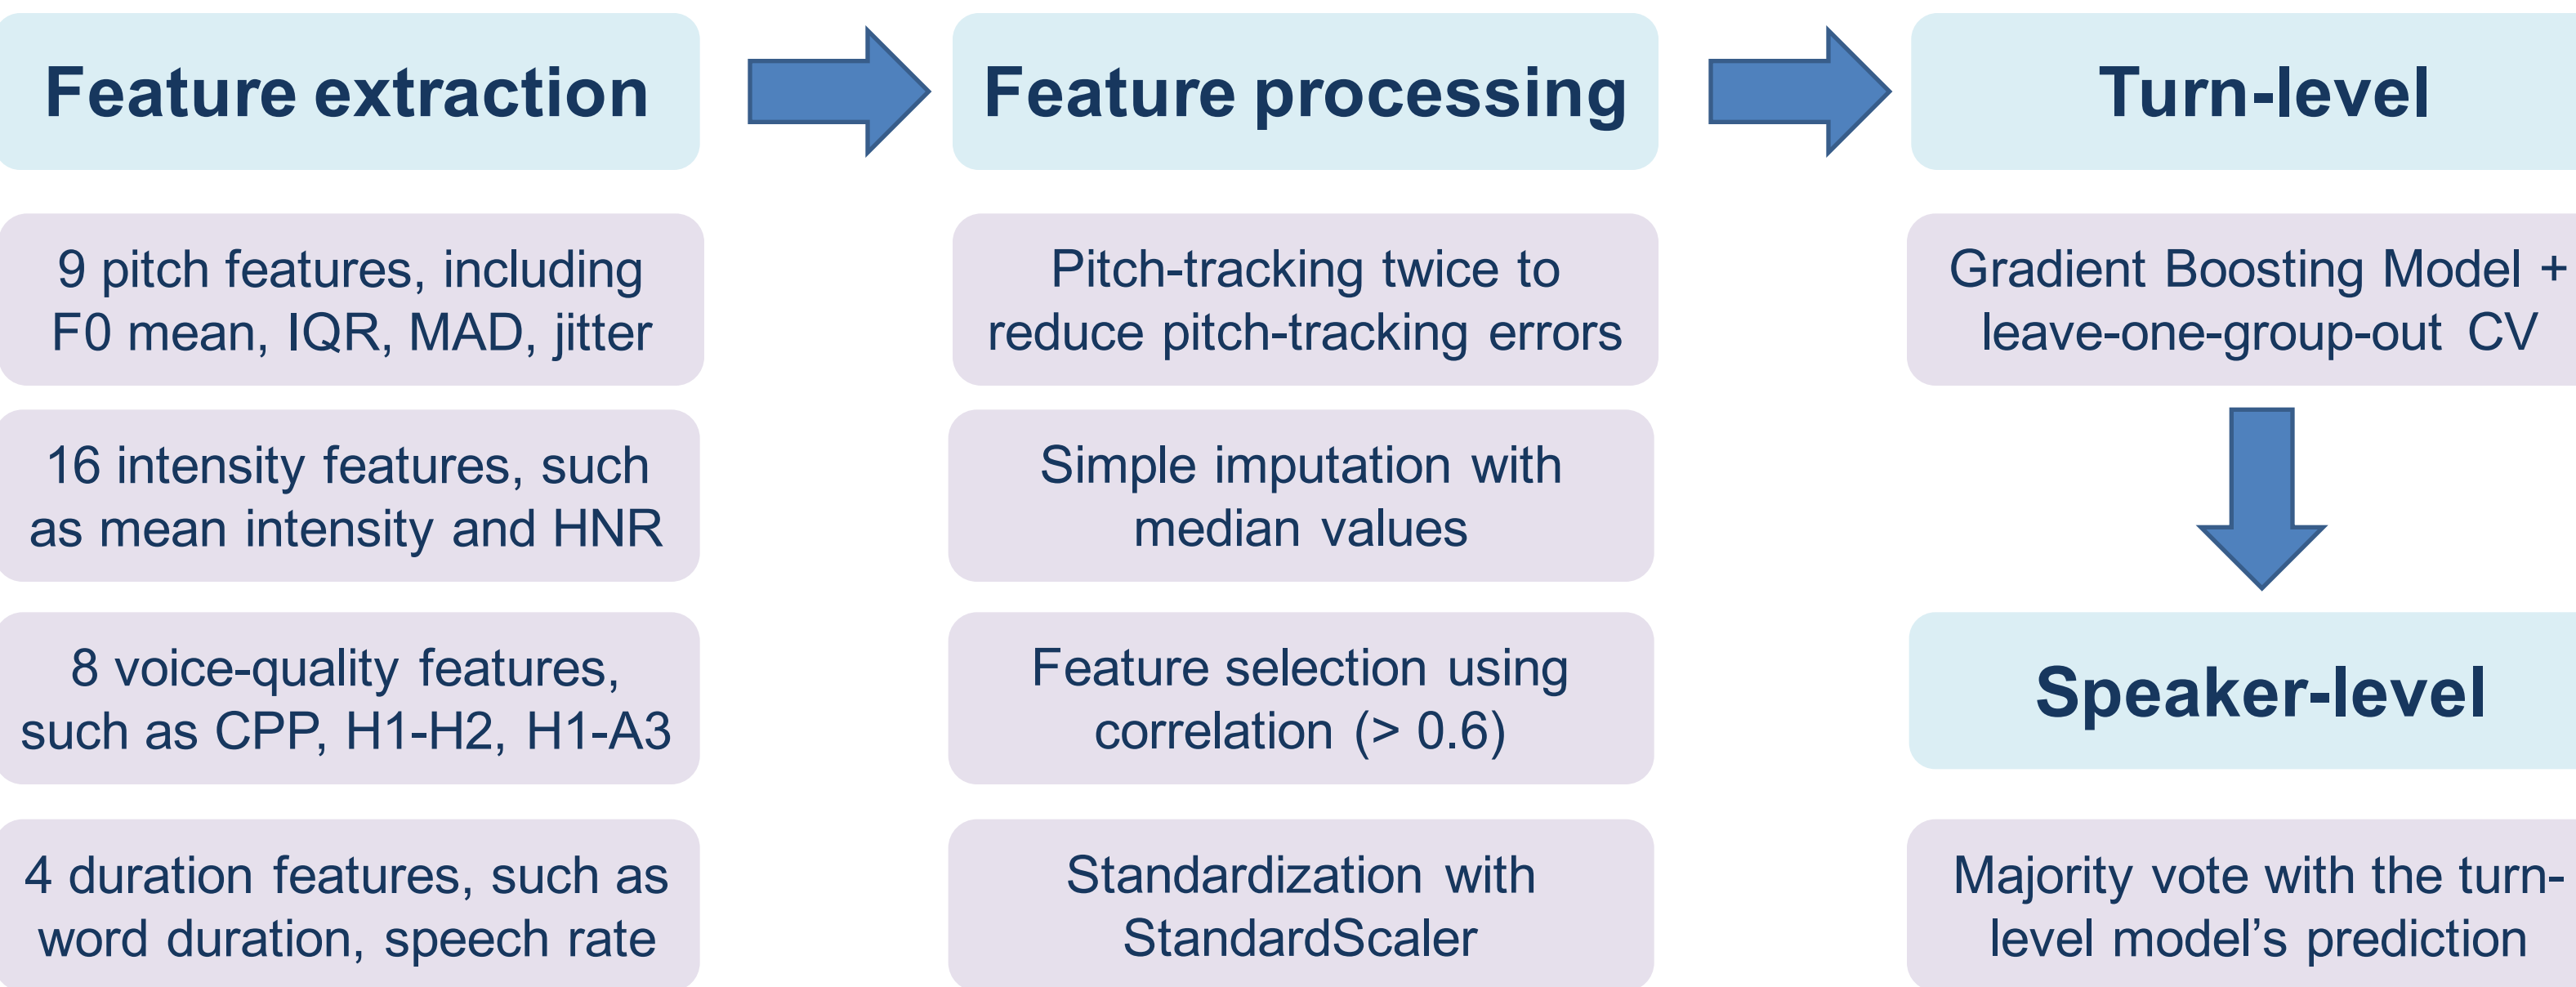 Feature extraction
9 pitch features, including
F0 mean, IQR, MAD, jitter
16 intensity features, such
as mean intensity and HNR
8 voice-quality features,
such as CPP, H1-H2, H1-A3
4 duration features, such as
word duration, speech rate
Feature processing
Pitch-tracking twice to
reduce pitch-tracking errors
Simple imputation with
median values
Feature selection using
correlation (> 0.6)
Standardization with
StandardScaler
Turn-level
Gradient Boosting Model +
leave-one-group-out CV
Speaker-level
Majority vote with the turn-
level model’s prediction